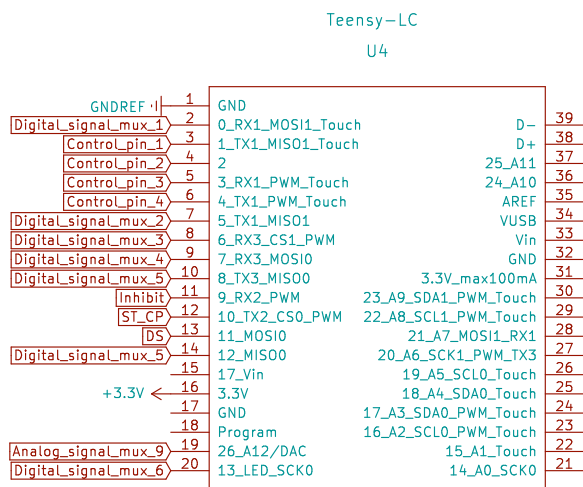 Teensy-LC
U4
GNDREF 1 GND
Digital_signal_mux_1 2 0_RX1_MOSI1_Touch D- 39
Control_pin_1 3 1_TX1_MISO1_Touch D+ 38
Control_pin_2 4 2 25_A11 37
Control_pin_3 5 3_RX1_PWM_Touch 24_A10 36
Control_pin_4 6 4_TX1_PWM_Touch AREF 35
Digital_signal_mux_2 7 5_TX1_MISO1 VUSB 34
Digital_signal_mux_3 8 6_RX3_CS1_PWM Vin 33
Digital_signal_mux_4 9 7_RX3_MOSI0 GND 32
Digital_signal_mux_5 10 8_TX3_MISO0 3.3V_max100mA 31
Inhibit 11 9_RX2_PWM 23_A9_SDA1_PWM_Touch 30
ST_CP 12 10_TX2_CS0_PWM 22_A8_SCL1_PWM_Touch 29
DS 13 11_MOSI0 21_A7_MOSI1_RX1 28
Digital_signal_mux_5 14 12_MISO0 20_A6_SCK1_PWM_TX3 27
15 17_Vin 19_A5_SCL0_Touch 26
+3.3V 16 3.3V 18_A4_SDA0_Touch 25
17 GND 17_A3_SDA0_PWM_Touch 24
18 Program 16_A2_SCL0_PWM_Touch 23
Analog_signal_mux_9 19 26_A12/DAC 15_A1_Touch 22
Digital_signal_mux_6 20 13_LED_SCK0 14_A0_SCK0 21